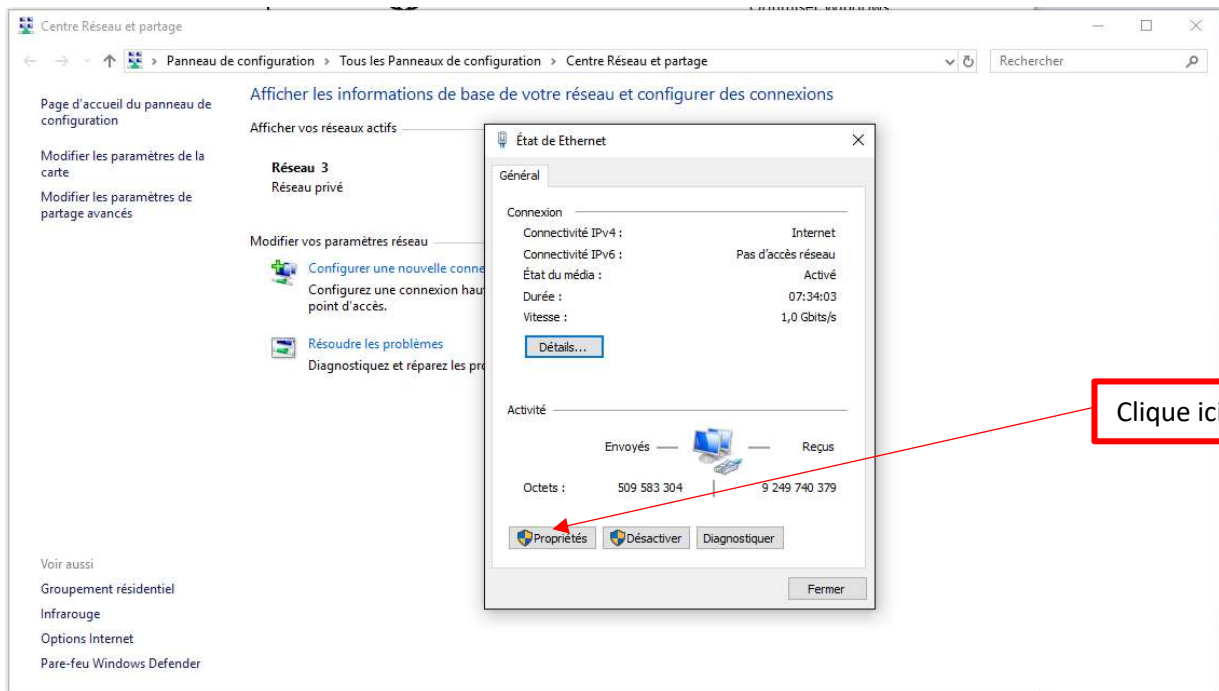 Optimiser Windows
Centre Réseau et partage
Panneau de configuration > Tous les Panneaux de configuration > Centre Réseau et partage
Rechercher
Page d'accueil du panneau de
configuration
Modifier les paramètres de la
carte
Modifier les paramètres de
partage avancés
Afficher les informations de base de votre réseau et configurer des connexions
Afficher vos réseaux actifs
Réseau 3
Réseau privé
Modifier vos paramètres réseau
Configurer une nouvelle conne
Configurez une connexion hau
point d'accès.
Résoudre les problèmes
Diagnostiquez et réparez les pro
État de Ethernet
Général
Connexion
Connectivité IPv4 : Internet
Connectivité IPv6 : Pas d'accès réseau
État du média : Activé
Durée : 07:34:03
Vitesse : 1,0 Gbits/s
Détails...
Activité
Envoyés — — Reçus
Octets : 509 583 304 | 9 249 740 379
Propriétés Désactiver Diagnostiquer
Fermer
Clique ici
Voir aussi
Groupement résidentiel
Infrarouge
Options Internet
Pare-feu Windows Defender